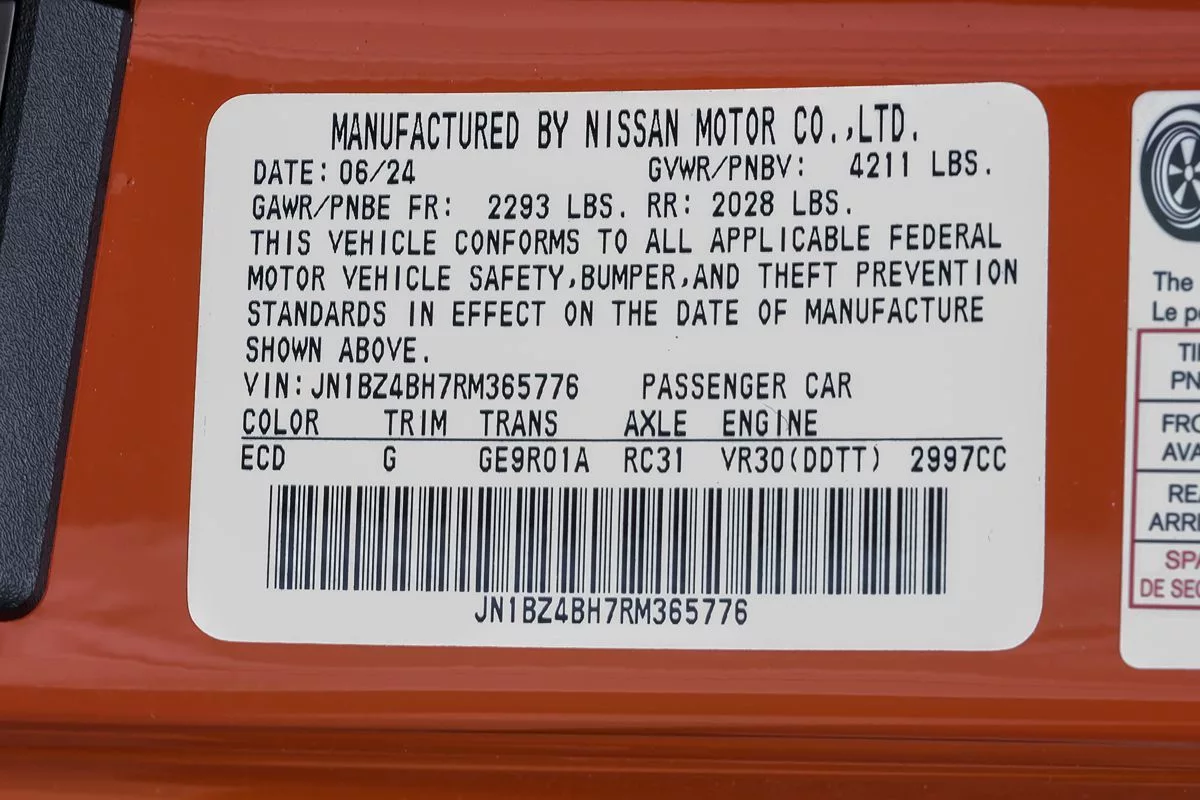 MANUFACTURED BY NISSAN MOTOR CO.,LTD.
DATE: 06/24 GVWR/PNBV: 4211 LBS.
GAWR/PNBE FR: 2293 LBS. RR: 2028 LBS.
THIS VEHICLE CONFORMS TO ALL APPLICABLE FEDERAL
MOTOR VEHICLE SAFETY,BUMPER,AND THEFT PREVENTION
STANDARDS IN EFFECT ON THE DATE OF MANUFACTURE
SHOWN ABOVE.
VIN: JN1BZ4BH7RM365776 PASSENGER CAR
COLOR TRIM TRANS AXLE ENGINE
ECD G GE9R01A RC31 VR30(DDTT) 2997CC
JN1BZ4BH7RM365776
The
Le